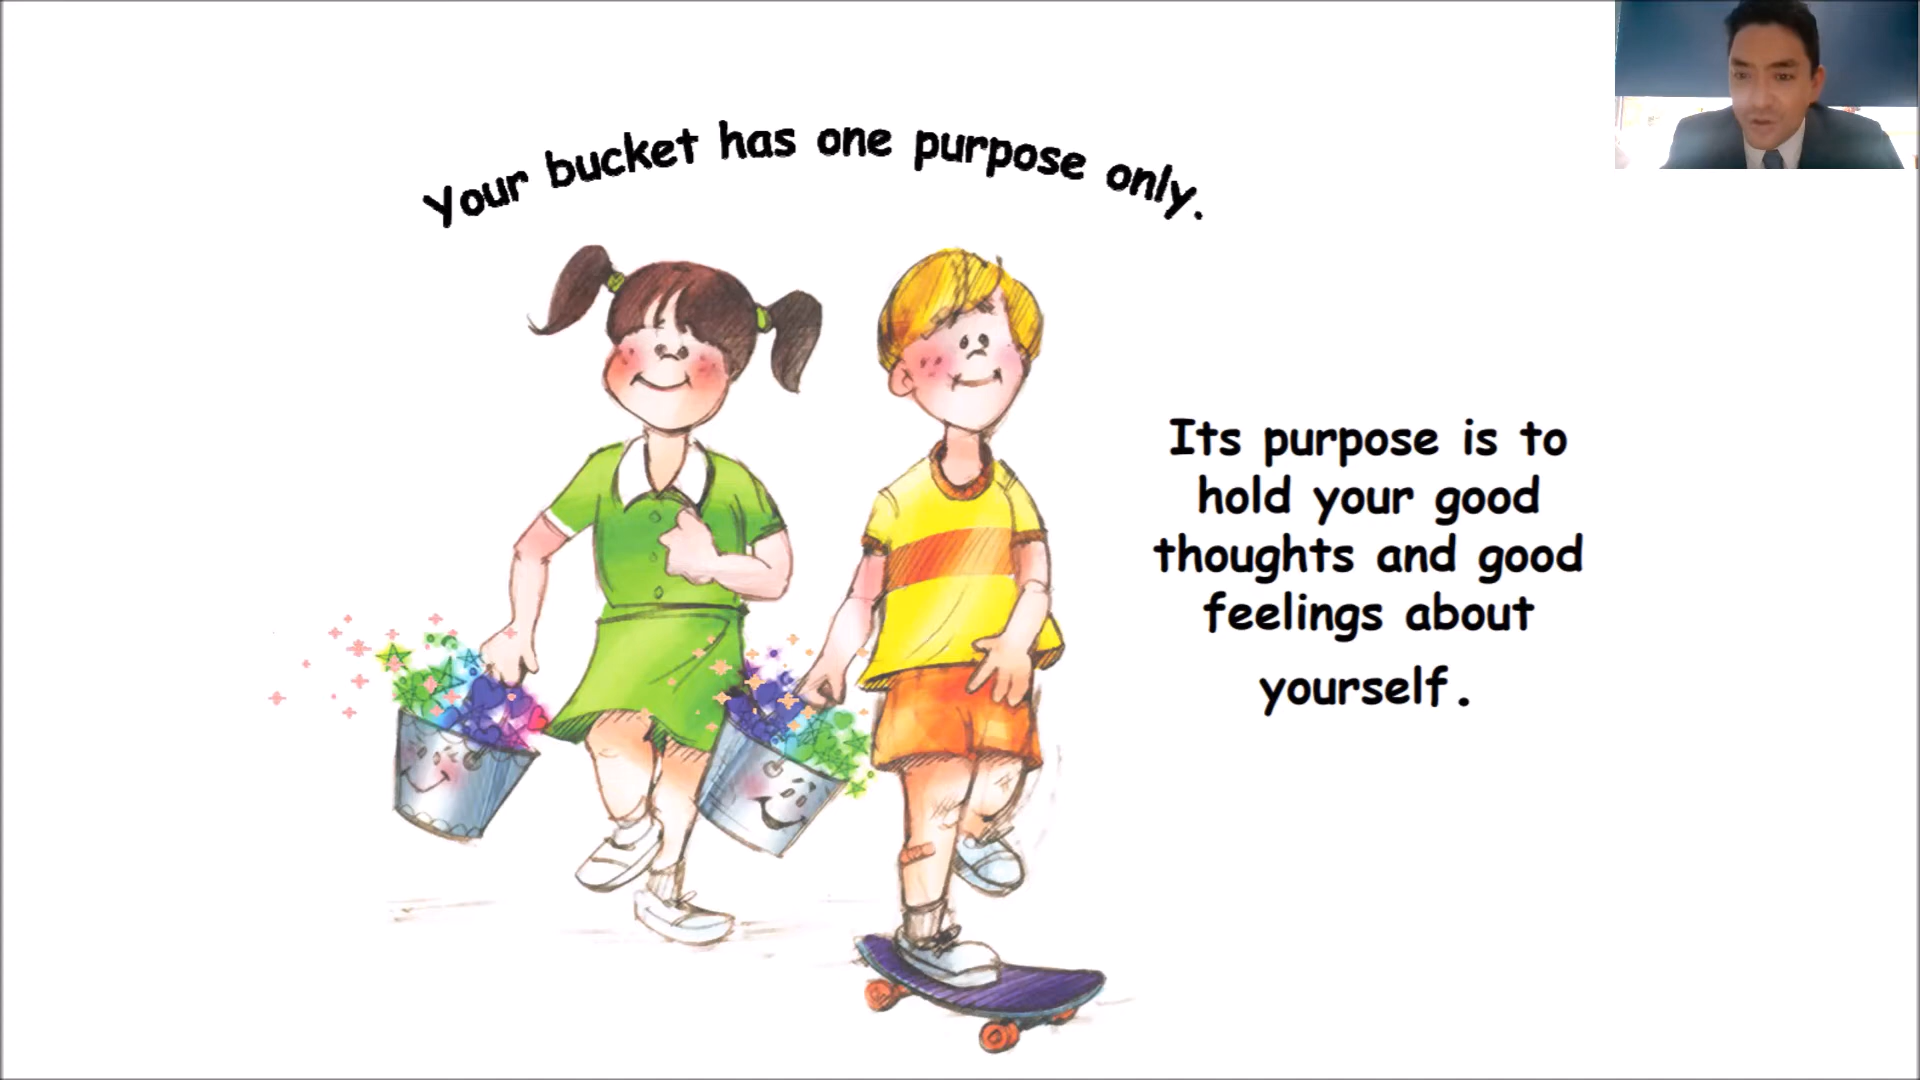 Your bucket has one purpose only.
Its purpose is to
hold your good
thoughts and good
feelings about
yourself.